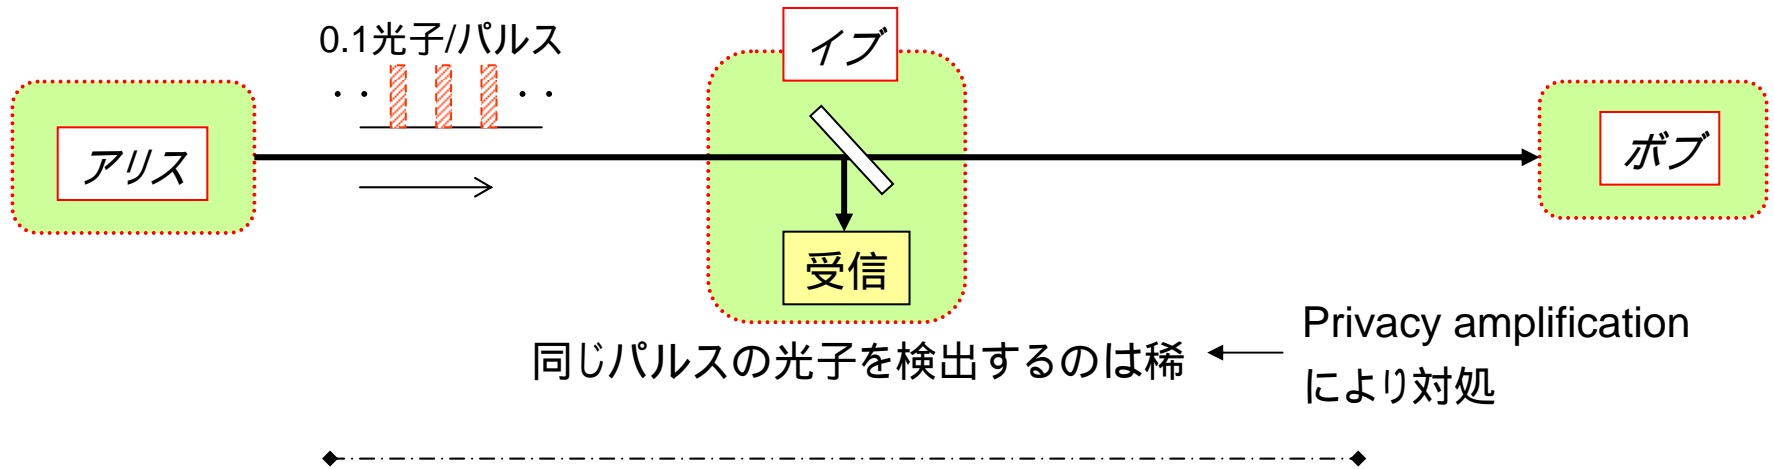 0.1光子/パルス
イブ
アリス
ボブ
受信
同じパルスの光子を検出するのは稀
Privacy amplification
により対処